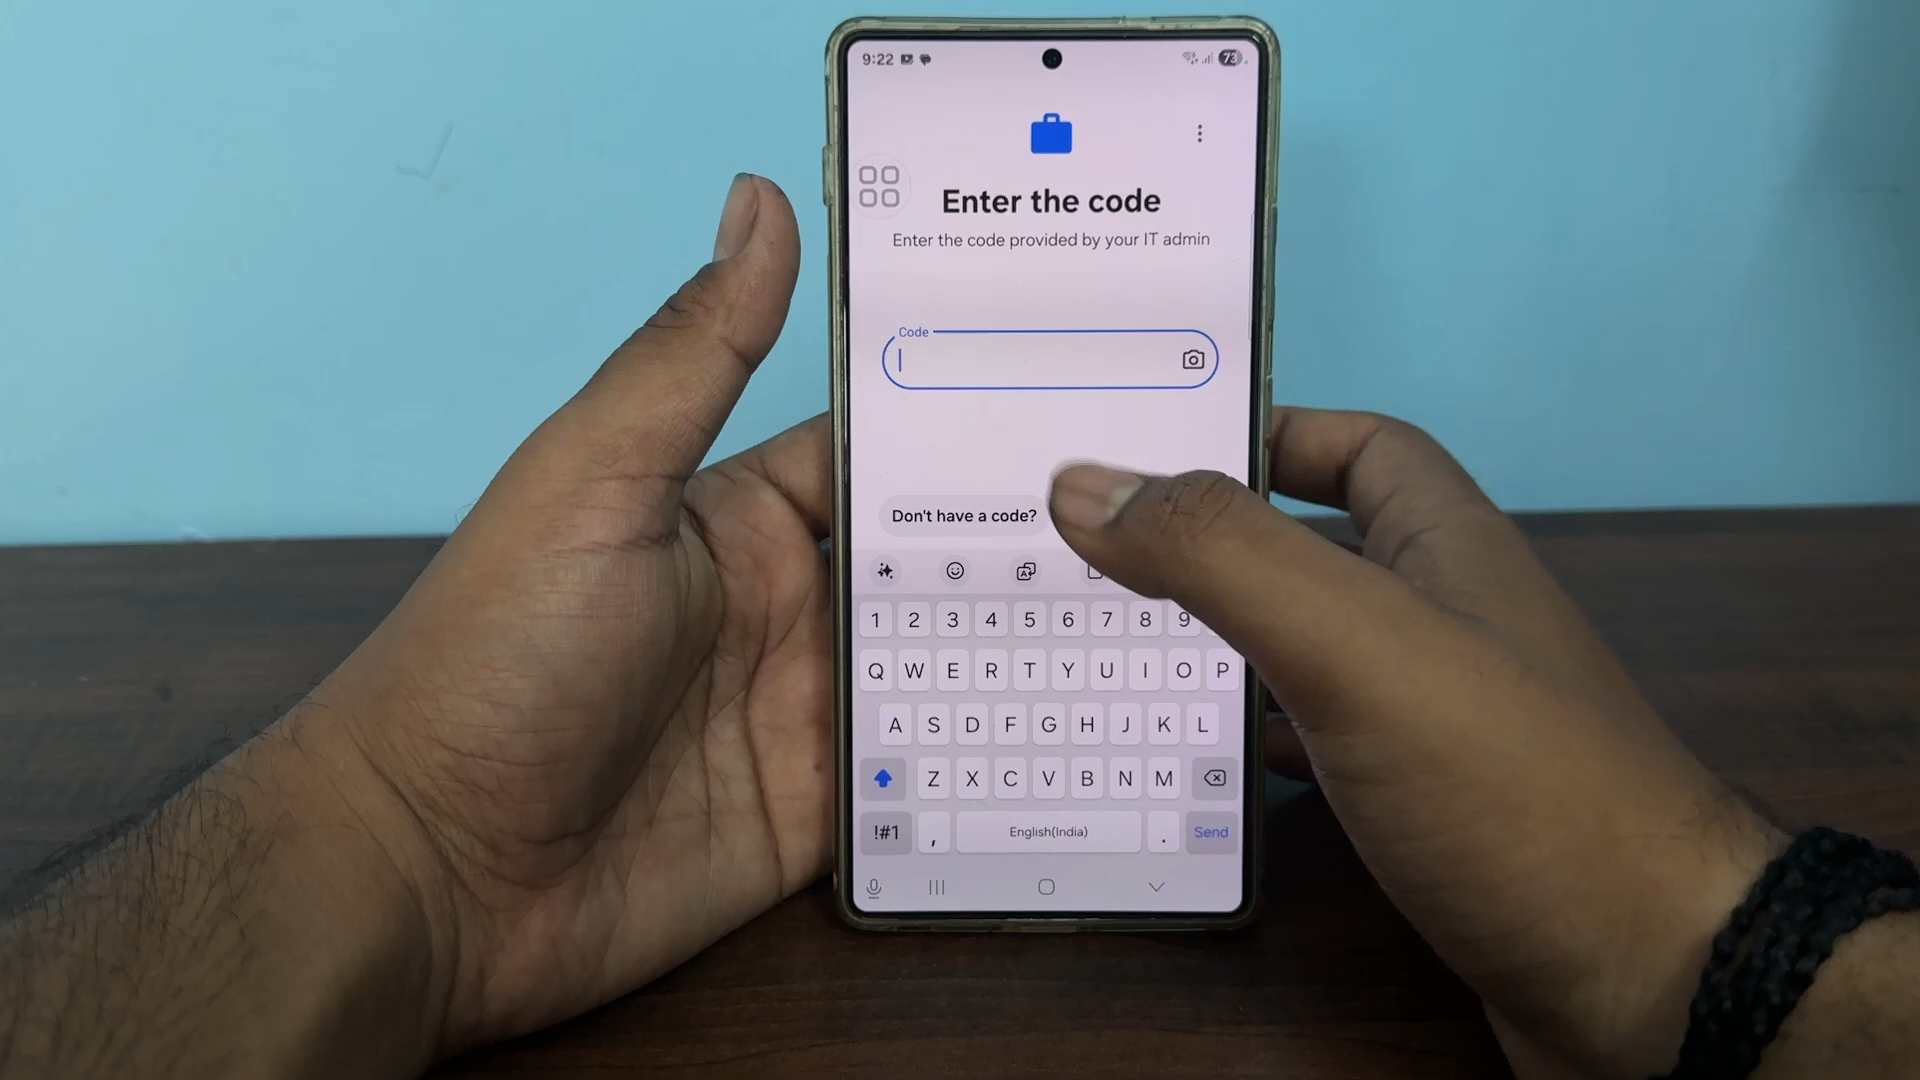 9:22
73
Enter the code
Enter the code provided by your IT admin
Code
Don't have a code?
1 2 3 4 5 6 7 8 9
Q W E R T Y U I O P
A S D F G H J K L
Z X C V B N M
!#1 , English(India) . Send